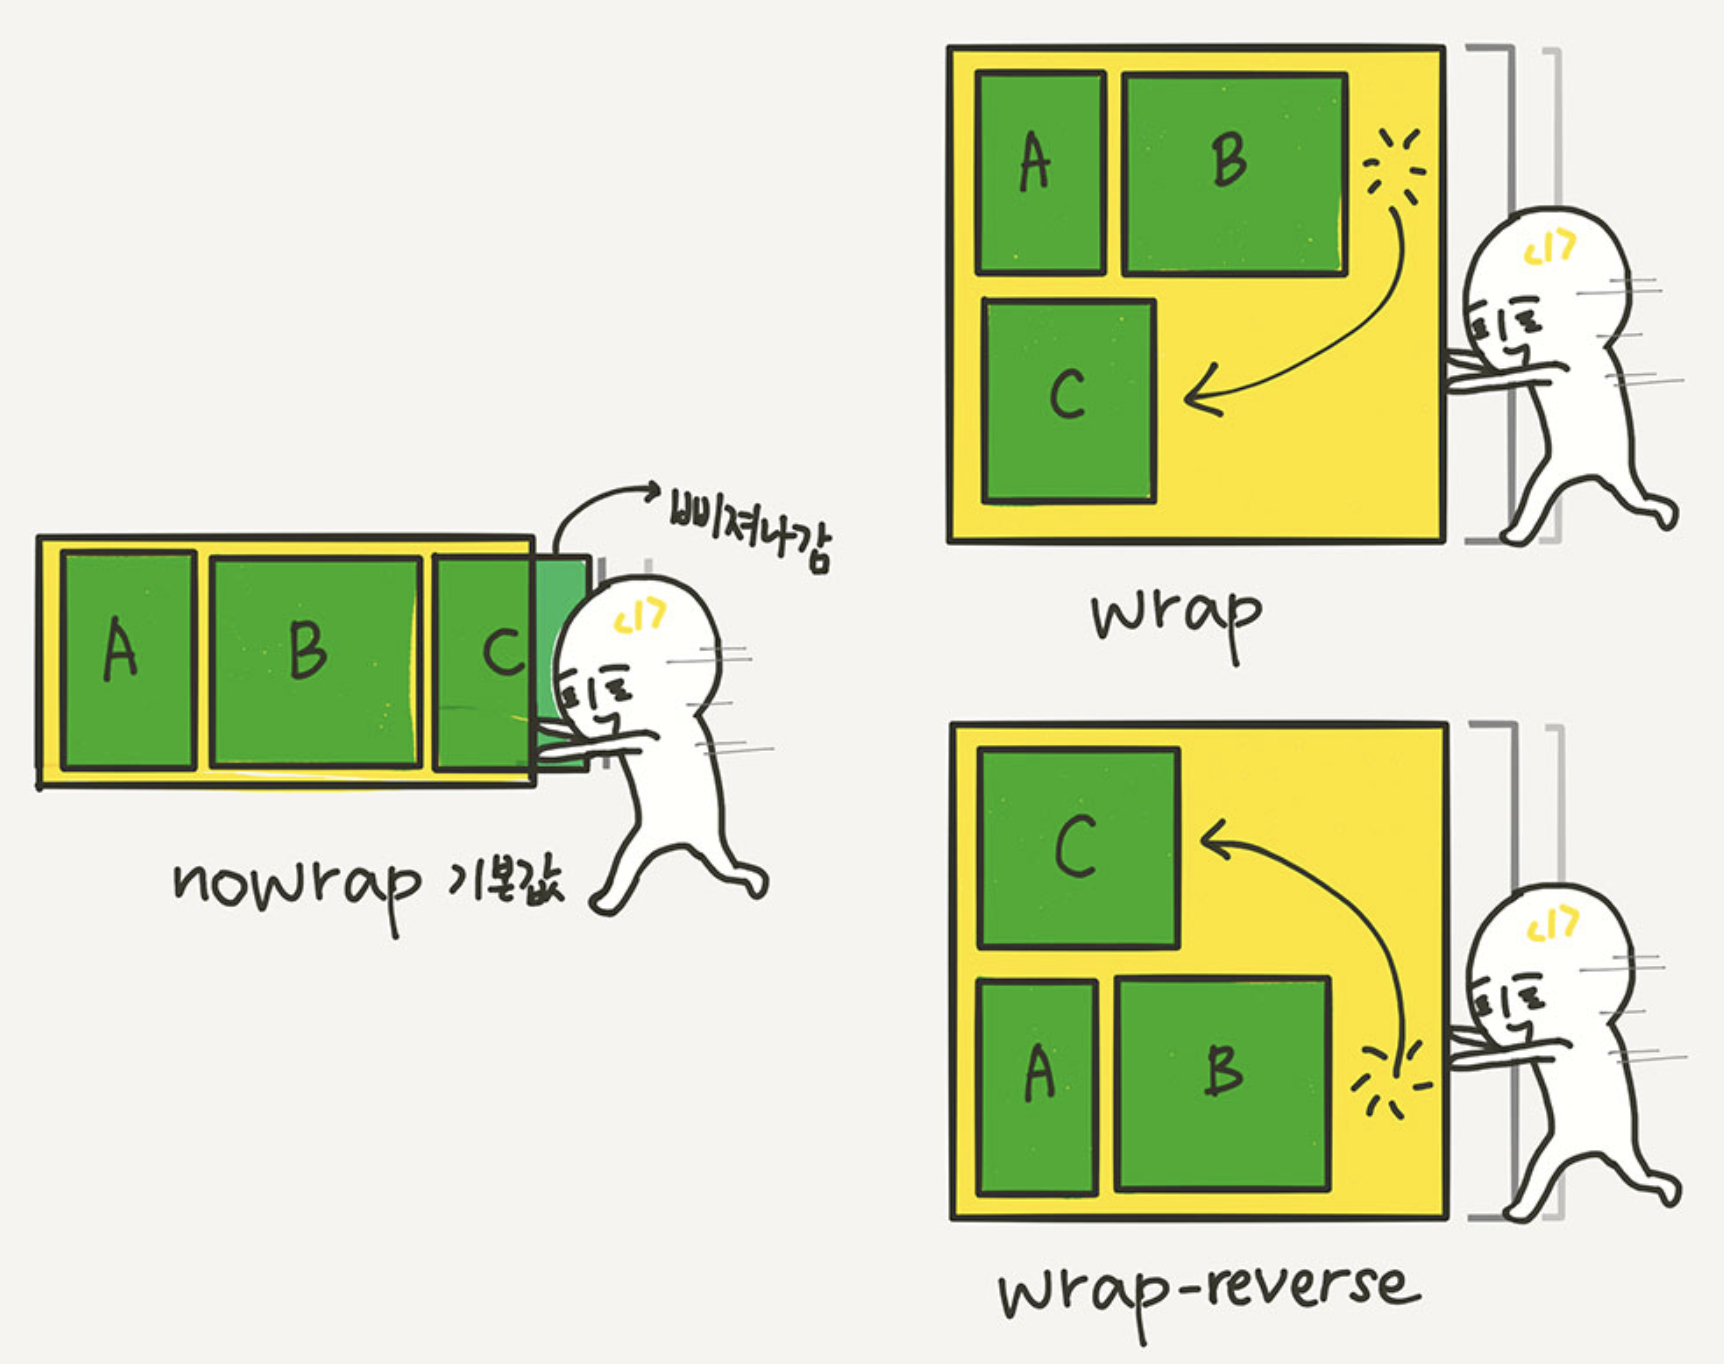 A B C
삐져나감
nowrap 기본값
A B
C
wrap
C
A B
wrap-reverse